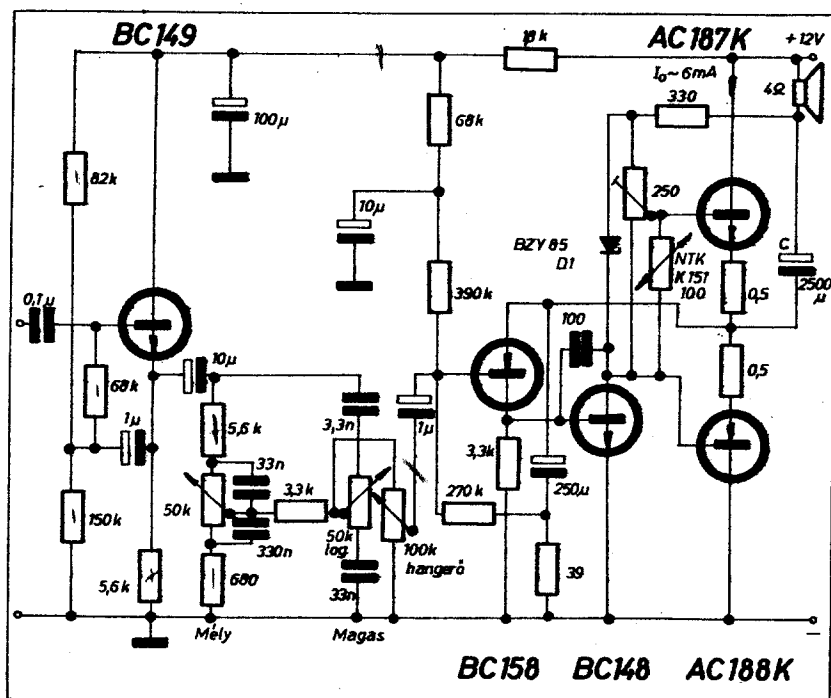 BC149
18k
AC187K
+12V
I₀~6mA
4Ω
330
100µ
68k
82k
250
10µ
BZY 85
D1
NTK
K 151
100
C
2500
µ
0,5
0,1µ
390k
100
10µ
0,5
68k
1µ
5,6k
3,3n
1µ
3,3k
33n
250µ
50k
3,3k
270k
150k
50k
log.
100k
hangerő
330n
39
5,6k
680
33n
Mély
Magas
−
BC158
BC148
AC188K